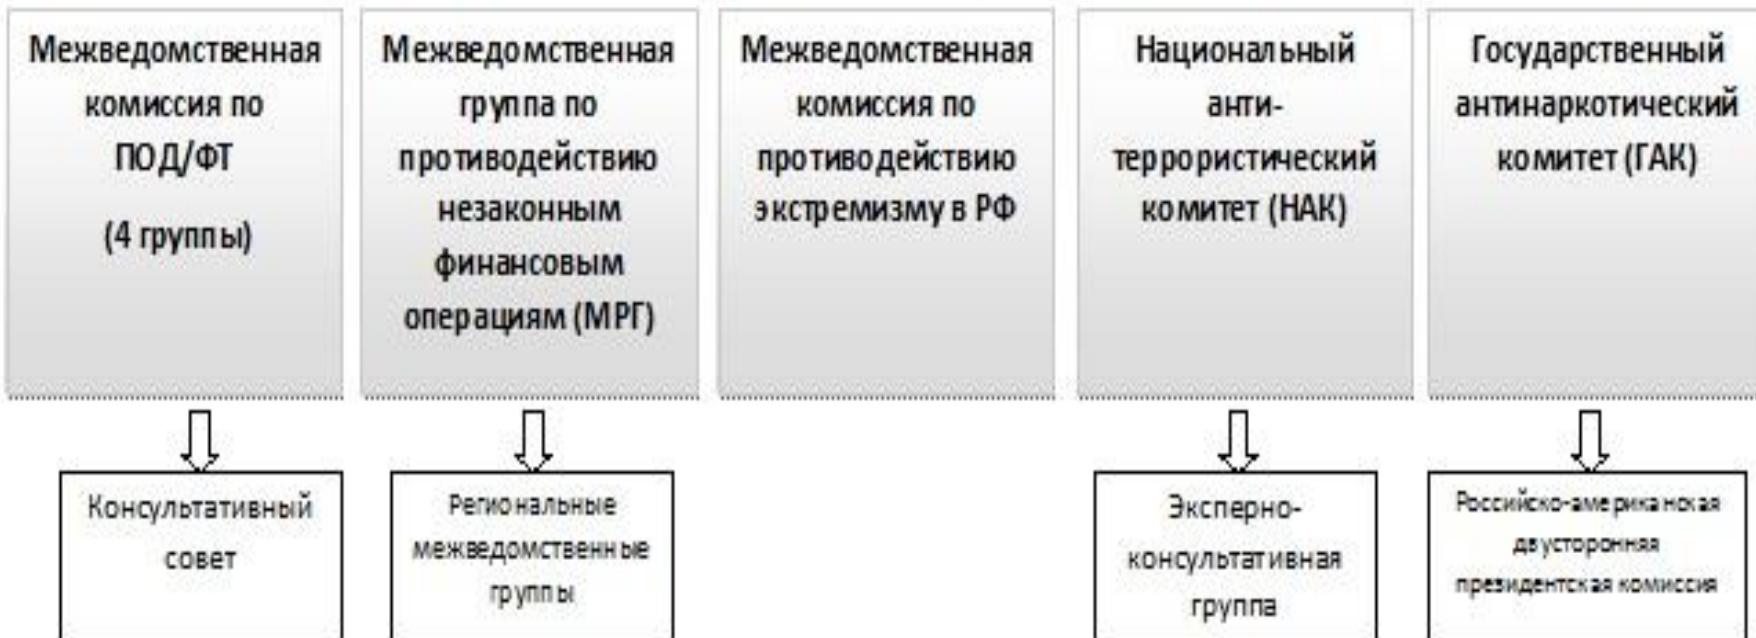 Межведомственная
комиссия по
ПОД/ФТ
(4 группы)
Межведомственная
группа по
противодействию
незаконным
финансовым
операциям (МРГ)
Межведомственная
комиссия по
противодействию
экстремизму в РФ
Национальный
анти-
террористический
комитет (НАК)
Государственный
антинаркотический
комитет (ГАК)
Консультативный
совет
Региональные
межведомственные
группы
Эксперно-
консультативная
группа
Российско-американская
двусторонняя
президентская комиссия